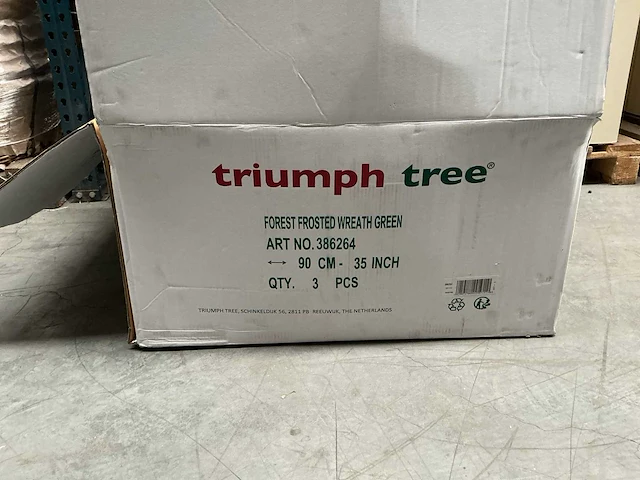 triumph tree®
FOREST FROSTED WREATH GREEN
ART NO. 386264
↔ 90 CM - 35 INCH
QTY. 3 PCS
TRIUMPH TREE, SCHINKELDIJK 56, 2811 PB REEUWIJK, THE NETHERLANDS